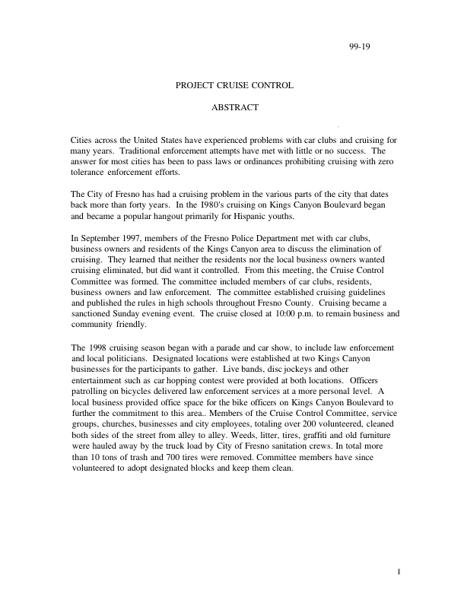 99-19
PROJECT CRUISE CONTROL
ABSTRACT
Cities across the United States have experienced problems with car clubs and cruising for
many years. Traditional enforcement attempts have met with little or no success. The
answer for most cities has been to pass laws or ordinances prohibiting cruising with zero
tolerance enforcement efforts.
The City of Fresno has had a cruising problem in the various parts of the city that dates
back more than forty years. In the 1980's cruising on Kings Canyon Boulevard began
and became a popular hangout primarily for Hispanic youths.
In September 1997, members of the Fresno Police Department met with car clubs,
business owners and residents of the Kings Canyon area to discuss the elimination of
cruising. They learned that neither the residents nor the local business owners wanted
cruising eliminated, but did want it controlled. From this meeting, the Cruise Control
Committee was formed. The committee included members of car clubs, residents,
business owners and law enforcement. The committee established cruising guidelines
and published the rules in high schools throughout Fresno County. Cruising became a
sanctioned Sunday evening event. The cruise closed at 10:00 p.m. to remain business and
community friendly.
The 1998 cruising season began with a parade and car show, to include law enforcement
and local politicians. Designated locations were established at two Kings Canyon
businesses for the participants to gather. Live bands, disc jockeys and other
entertainment such as car hopping contest were provided at both locations. Officers
patrolling on bicycles delivered law enforcement services at a more personal level. A
local business provided office space for the bike officers on Kings Canyon Boulevard to
further the commitment to this area.. Members of the Cruise Control Committee, service
groups, churches, businesses and city employees, totaling over 200 volunteered, cleaned
both sides of the street from alley to alley. Weeds, litter, tires, graffiti and old furniture
were hauled away by the truck load by City of Fresno sanitation crews. In total more
than 10 tons of trash and 700 tires were removed. Committee members have since
volunteered to adopt designated blocks and keep them clean.
1